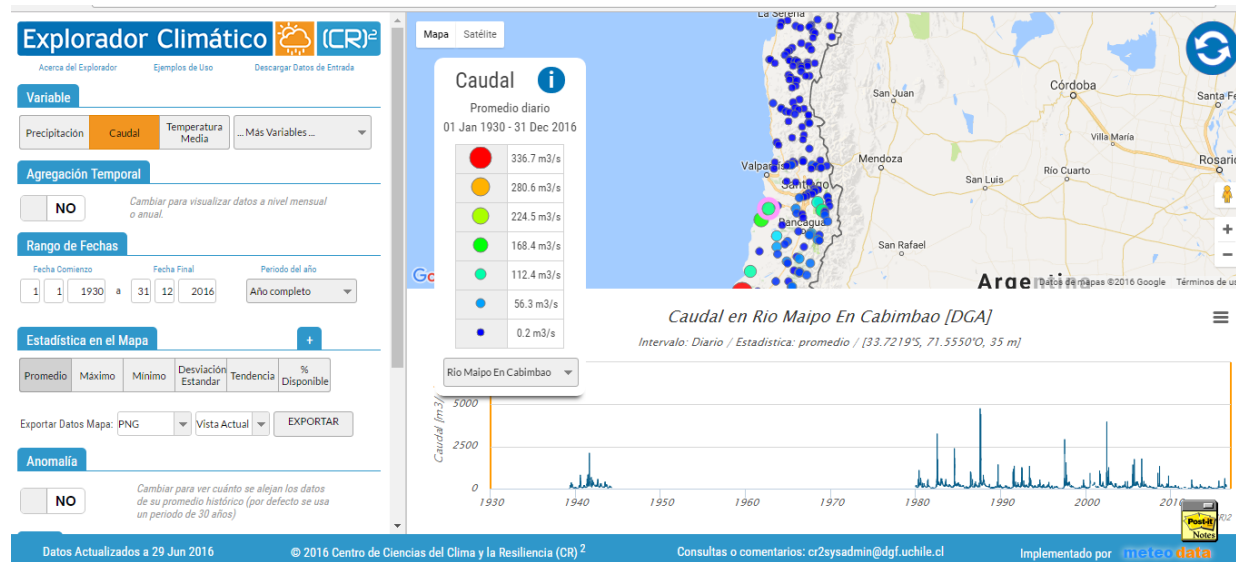 Explorador Climático (CR)²
Acerca del Explorador Ejemplos de Uso Descargar Datos de Entrada
Variable
Precipitación Caudal Temperatura Media ... Más Variables ...
Agregación Temporal
NO
Cambiar para visualizar datos a nivel mensual
o anual.
Rango de Fechas
Fecha Comienzo Fecha Final Periodo del año
1 1 1930 a 31 12 2016 Año completo
Estadística en el Mapa +
Promedio Máximo Mínimo Desviación Estandar Tendencia % Disponible
Exportar Datos Mapa: PNG Vista Actual EXPORTAR
Anomalía
NO
Cambiar para ver cuánto se alejan los datos
de su promedio histórico (por defecto se usa
un periodo de 30 años)
Mapa Satélite
Caudal i
Promedio diario
01 Jan 1930 - 31 Dec 2016
336.7 m3/s
280.6 m3/s
224.5 m3/s
168.4 m3/s
112.4 m3/s
56.3 m3/s
0.2 m3/s
Rio Maipo En Cabimbao
La Serena
San Juan
Córdoba
Santa Fe
Villa María
Mendoza
Rosario
San Luis
Río Cuarto
Santiago
Rancagua
San Rafael
Datos de mapas ©2016 Google Términos de us
Caudal en Rio Maipo En Cabimbao [DGA]
Intervalo: Diario / Estadistica: promedio / [33.7219°S, 71.5550°O, 35 m]
Caudal [m3/
5000
2500
0
1930 1940 1950 1960 1970 1980 1990 2000
Post-it
Notes
Datos Actualizados a 29 Jun 2016 © 2016 Centro de Ciencias del Clima y la Resiliencia (CR) 2 Consultas o comentarios: cr2sysadmin@dgf.uchile.cl Implementado por meteodata